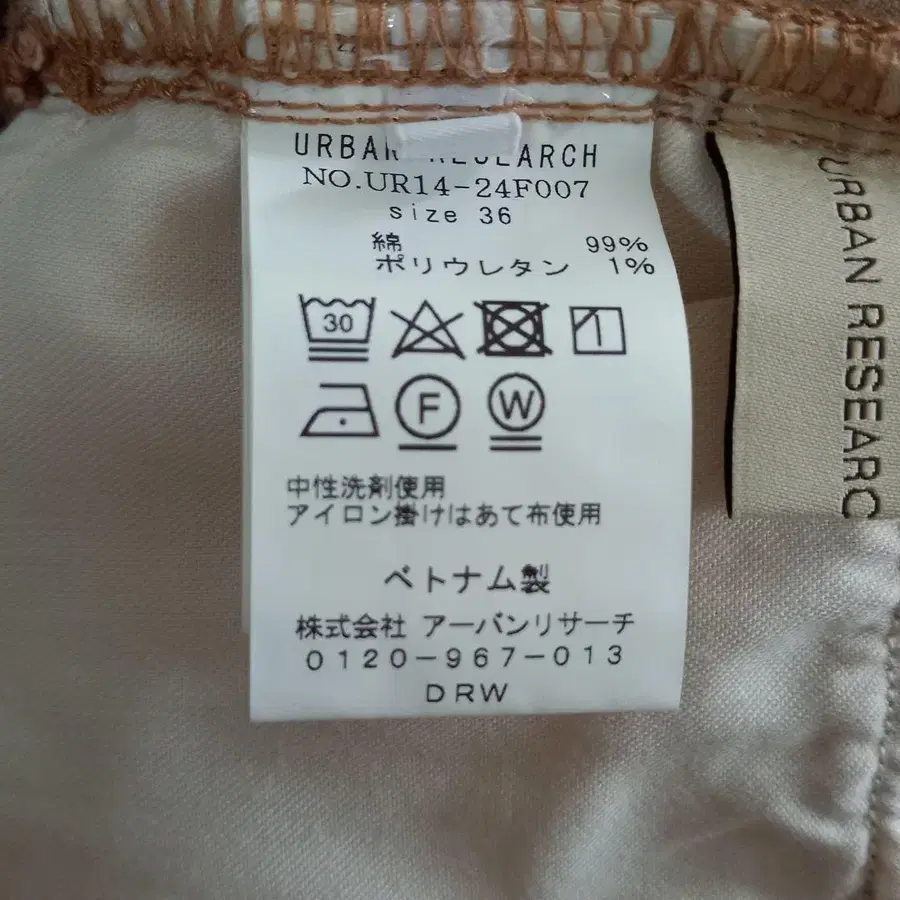 URBAN RESEARCH
NO.UR14-24F007
size 36
綿 99%
ポリウレタン 1%
30
F
W
中性洗剤使用
アイロン掛けはあて布使用
ベトナム製
株式会社 アーバンリサーチ
0120-967-013
DRW
URBAN RESEARC